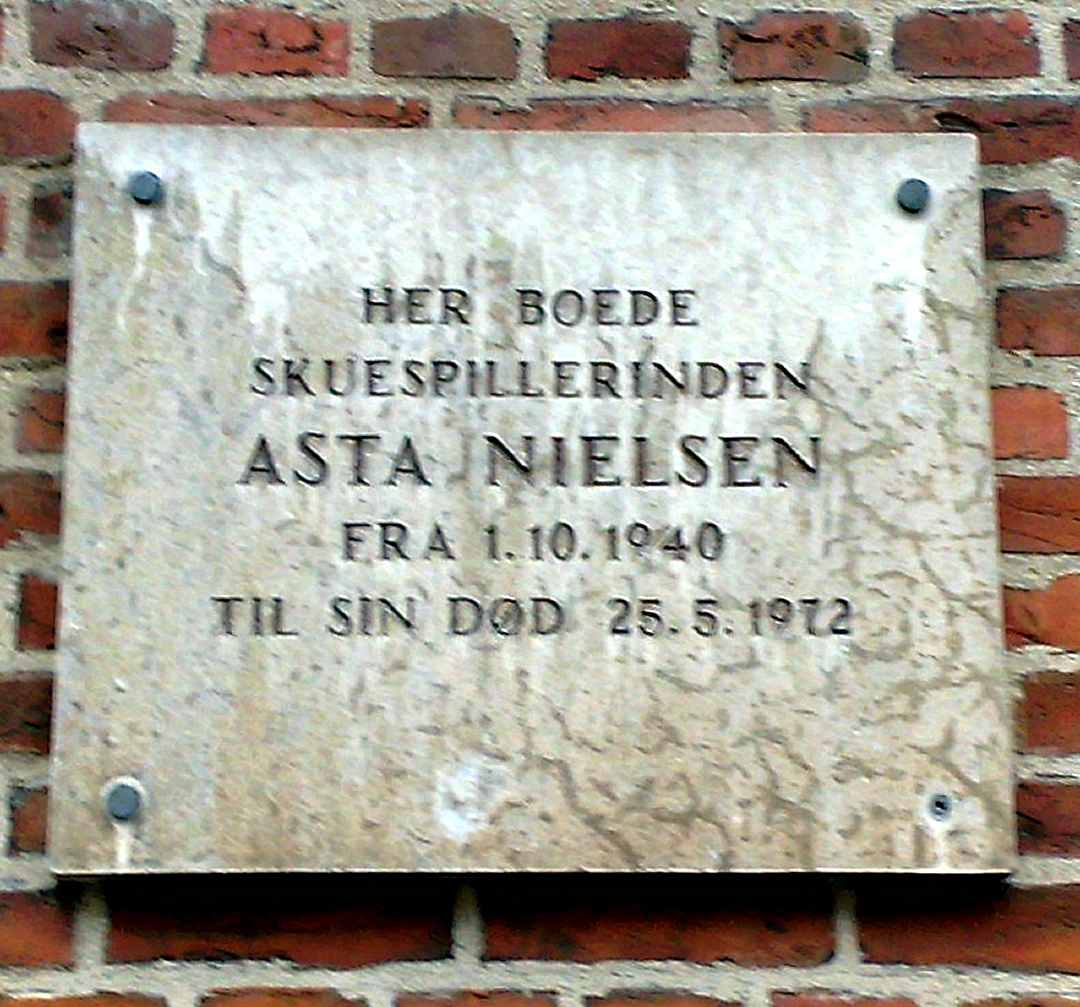 HER BOEDE
SKUESPILLERINDEN
ASTA NIELSEN
FRA 1.10.1940
TIL SIN DØD 25.5.1972